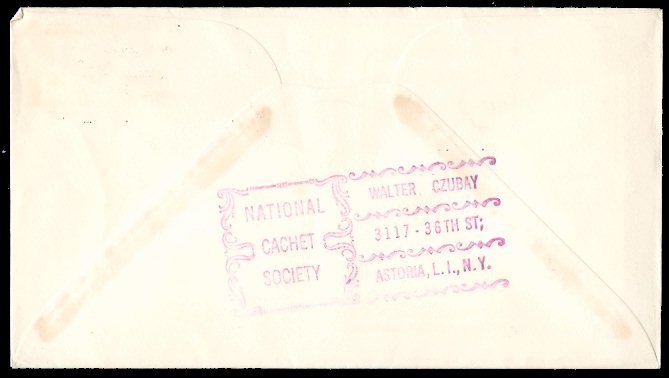 NATIONAL
CACHET
SOCIETY
WALTER CZUBAY
3117-36TH ST;
ASTORIA, L.I., N.Y.